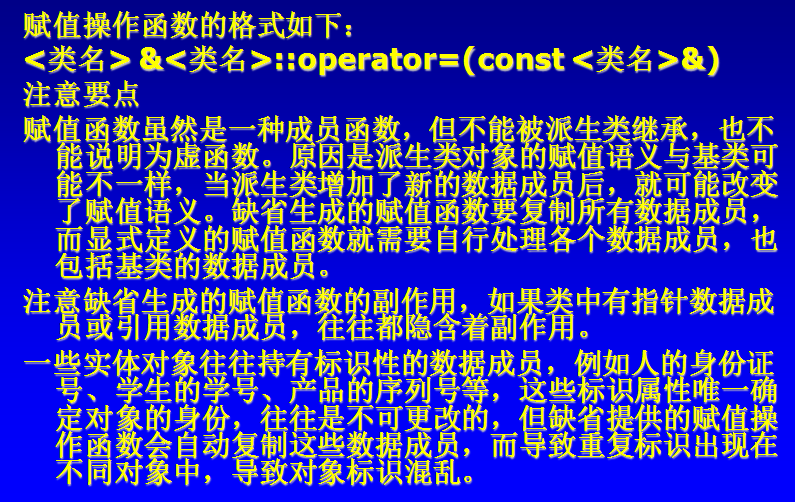 赋值操作函数的格式如下：
<类名> &<类名>::operator=(const <类名>&)
注意要点
赋值函数虽然是一种成员函数，但不能被派生类继承，也不
能说明为虚函数。原因是派生类对象的赋值语义与基类可
能不一样，当派生类增加了新的数据成员后，就可能改变
了赋值语义。缺省生成的赋值函数要复制所有数据成员，
而显式定义的赋值函数就需要自行处理各个数据成员，也
包括基类的数据成员。
注意缺省生成的赋值函数的副作用，如果类中有指针数据成
员或引用数据成员，往往都隐含着副作用。
一些实体对象往往持有标识性的数据成员，例如人的身份证
号、学生的学号、产品的序列号等，这些标识属性唯一确
定对象的身份，往往是不可更改的，但缺省提供的赋值操
作函数会自动复制这些数据成员，而导致重复标识出现在
不同对象中，导致对象标识混乱。